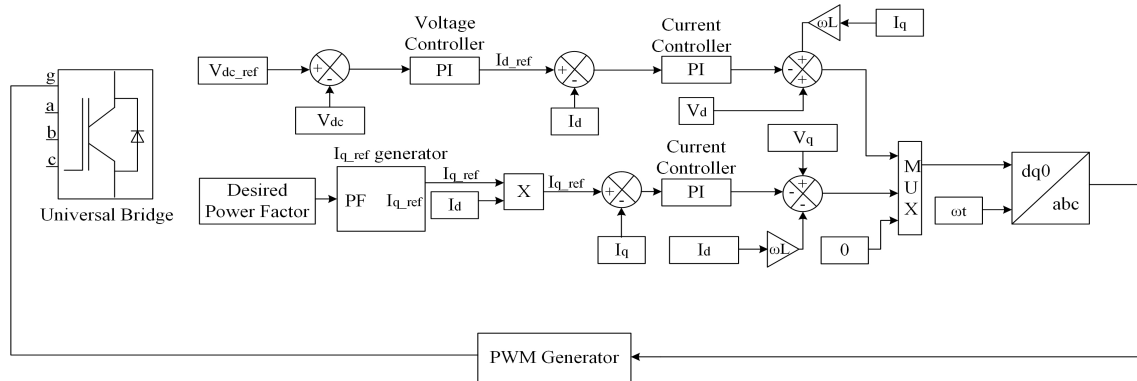 Voltage
Controller
Current
Controller
ωL
Iq
Vdc_ref
+
-
PI
Id_ref
+
-
PI
-
+
+
g
a
b
c
Vdc
Id
Vd
Universal Bridge
Iq_ref generator
Current
Controller
Vq
Desired
Power Factor
PF
Iq_ref
Iq_ref
Id
X
Iq_ref
+
-
PI
-
+
-
M
U
X
dq0
abc
Iq
Id
ωL
0
ωt
PWM Generator